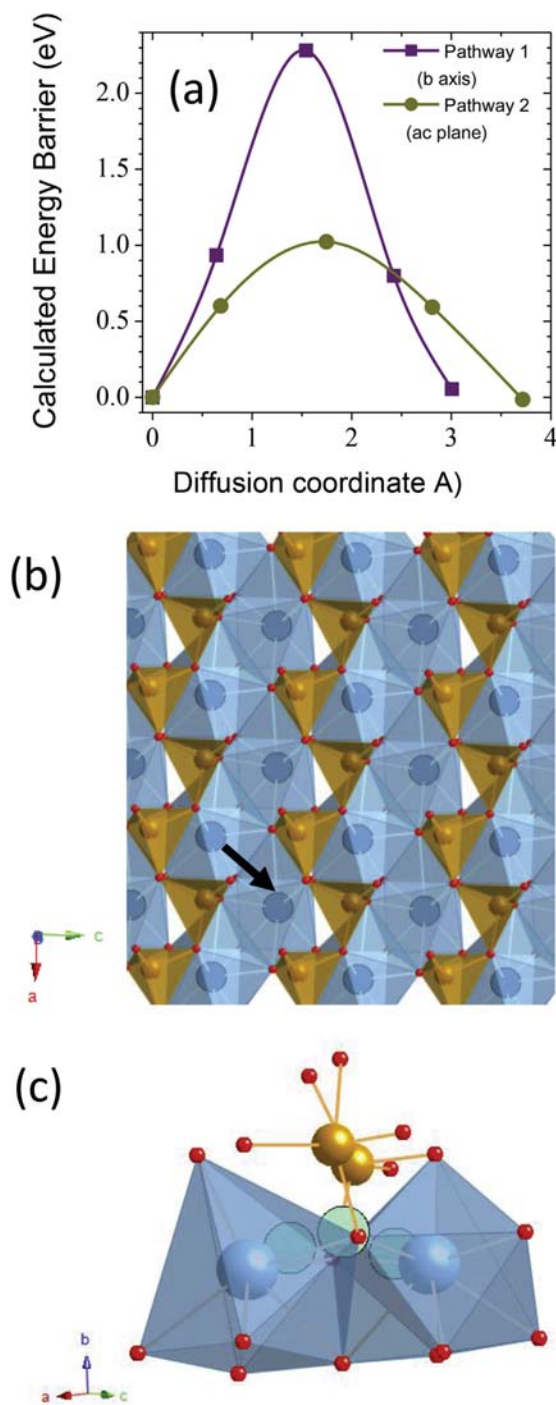 (a)
Pathway 1
(b axis)
Pathway 2
(ac plane)
Calculated Energy Barrier (eV)
2.0
1.5
1.0
0.5
0.0
0 1 2 3 4
Diffusion coordinate A)
(b)
c
a
(c)
b
a c